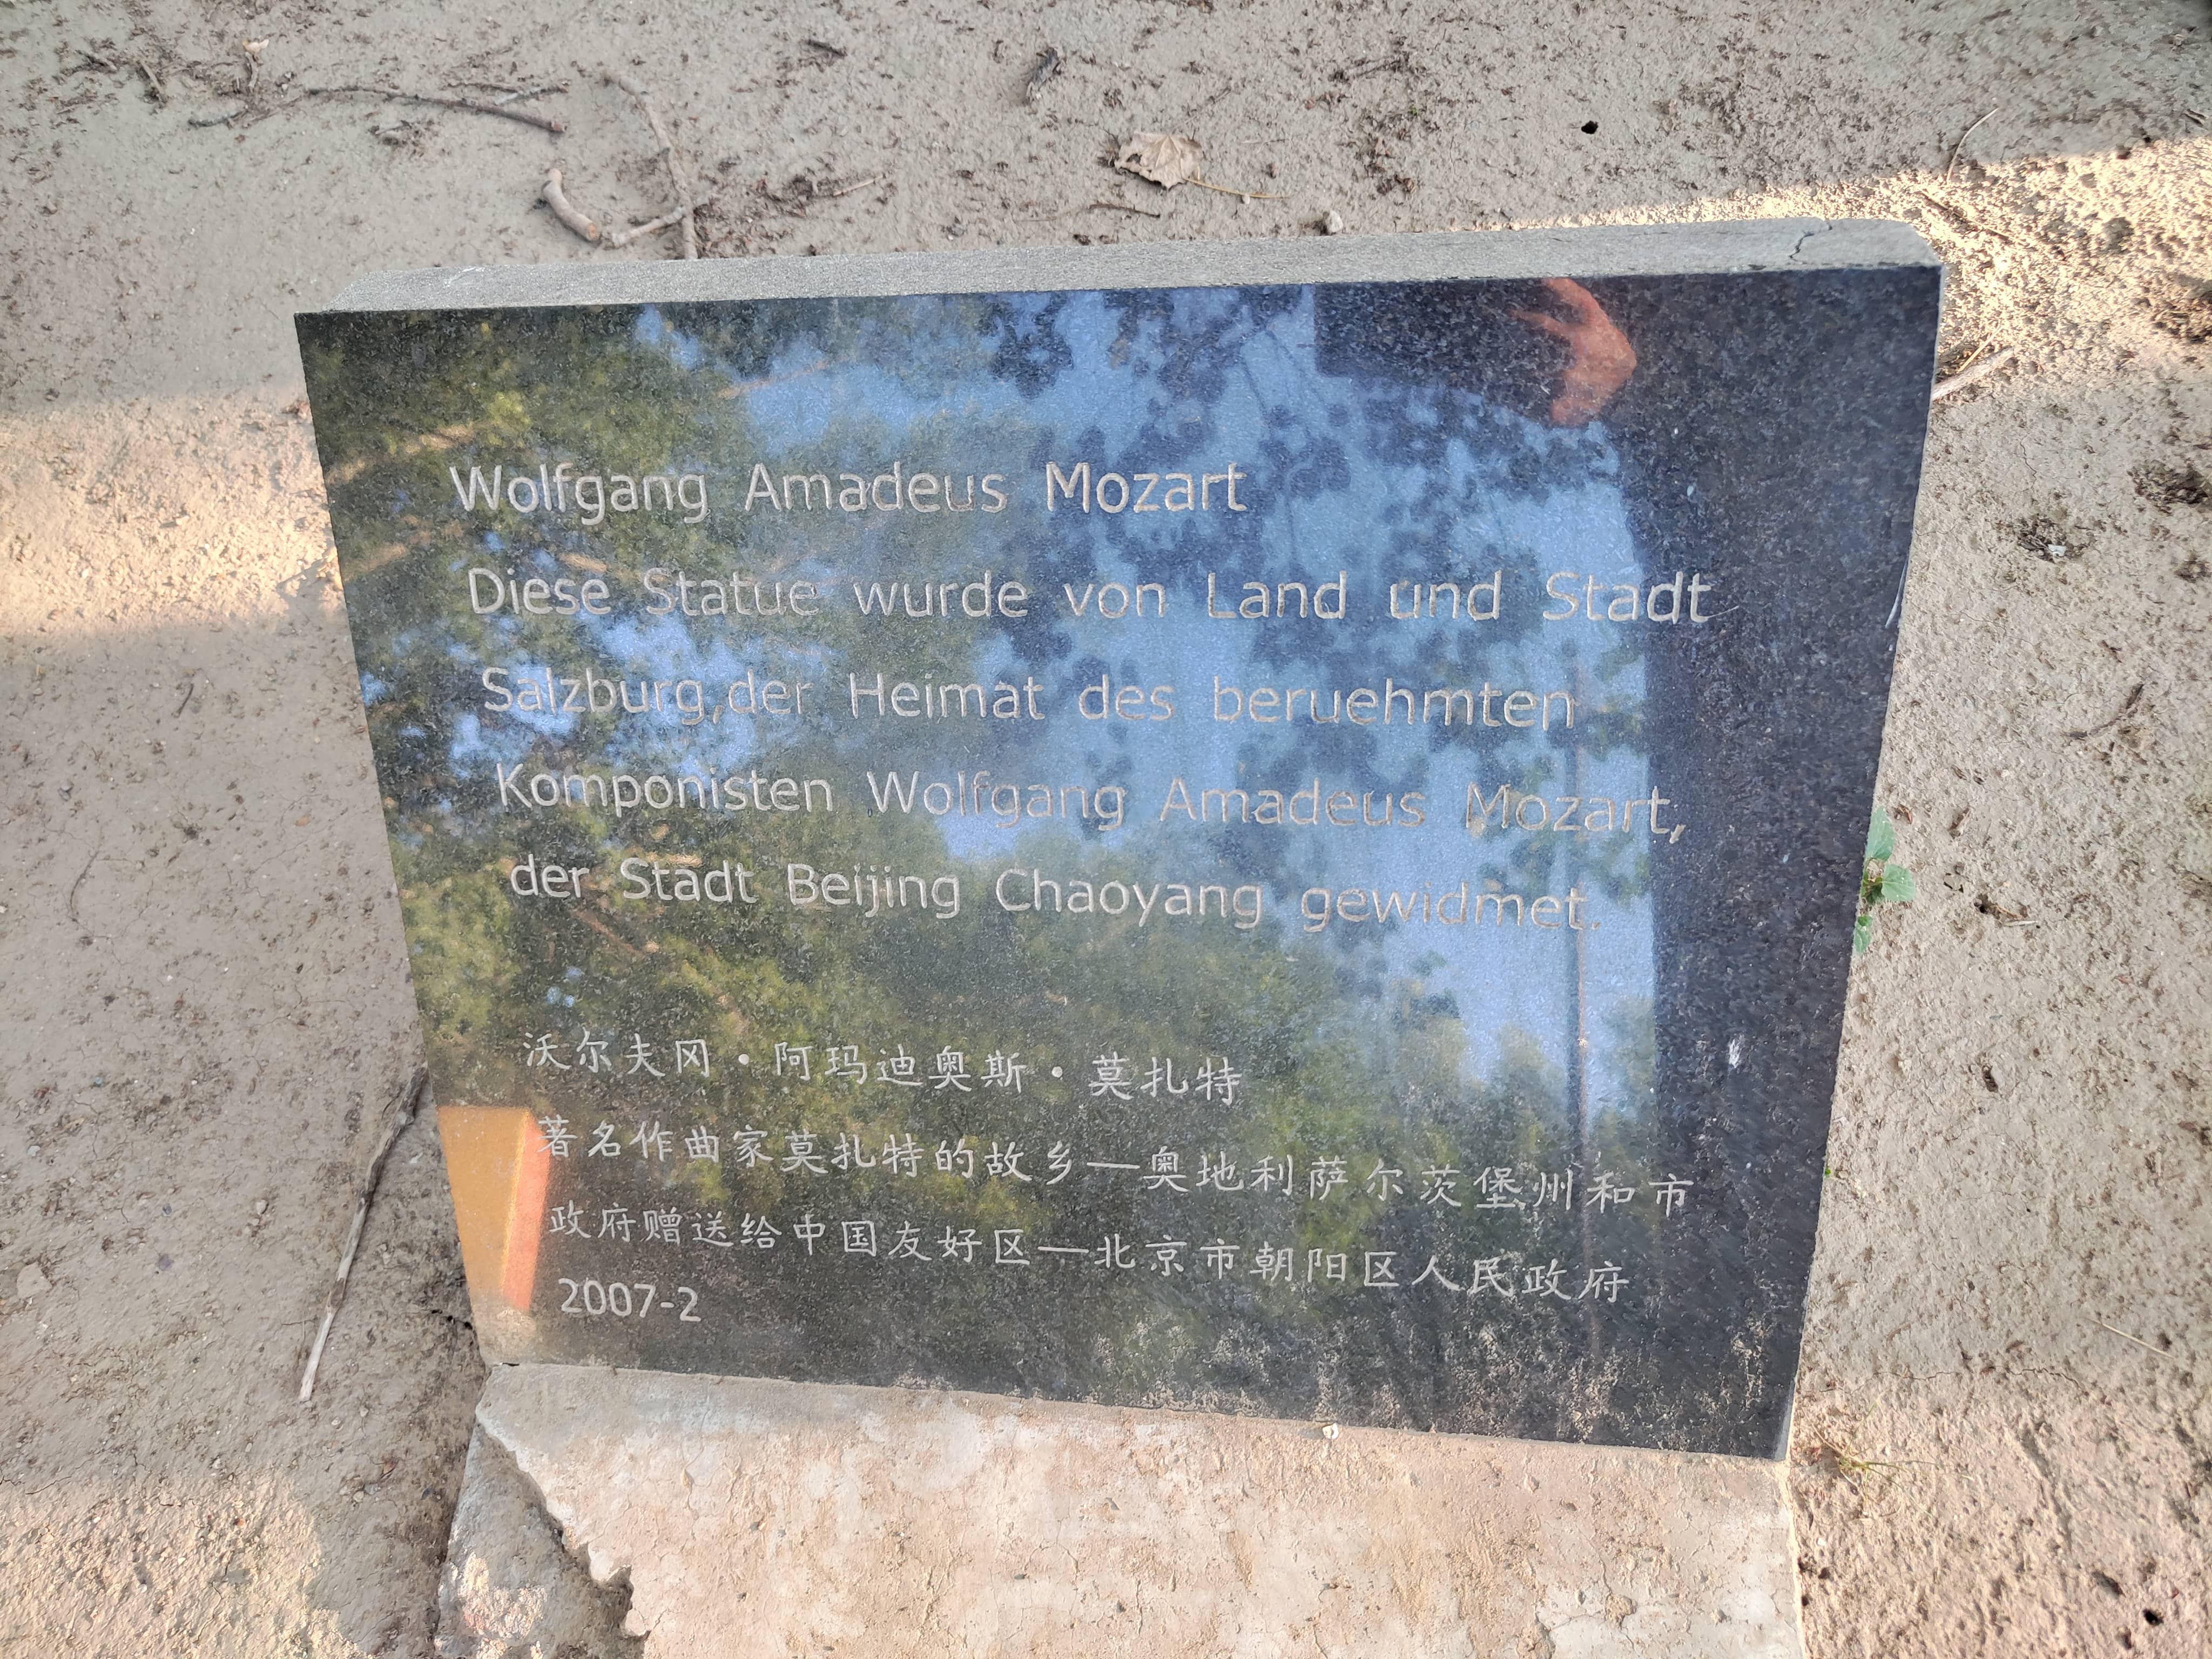 Wolfgang Amadeus Mozart
Diese Statue wurde von Land und Stadt
Salzburg,der Heimat des beruehmten
Komponisten Wolfgang Amadeus Mozart,
der Stadt Beijing Chaoyang gewidmet.
沃尔夫冈·阿玛迪奥斯·莫扎特
著名作曲家莫扎特的故乡—奥地利萨尔茨堡州和市
政府赠送给中国友好区—北京市朝阳区人民政府
2007-2